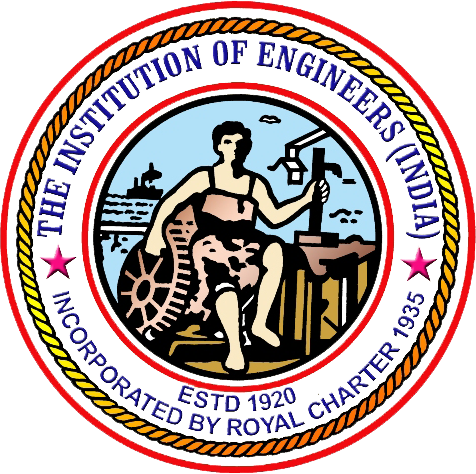 THE INSTITUTION OF ENGINEERS (INDIA)
ESTD 1920
INCORPORATED BY ROYAL CHARTER 1935